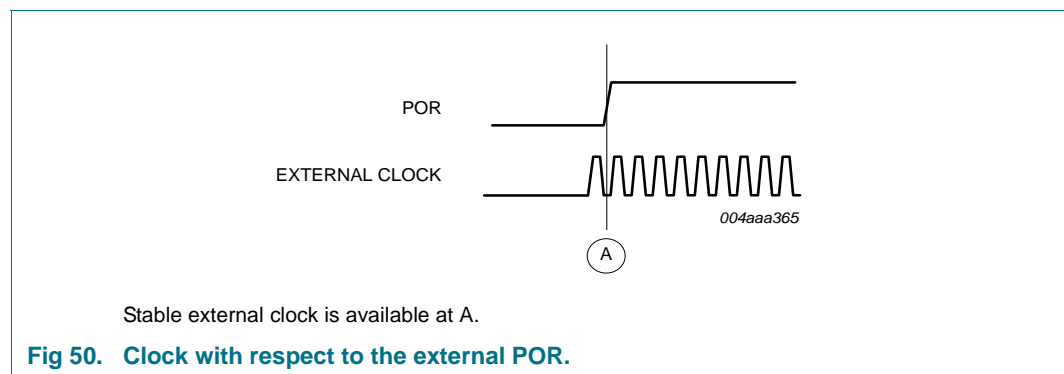 POR
EXTERNAL CLOCK
004aaa365
A
Stable external clock is available at A.
Fig 50. Clock with respect to the external POR.